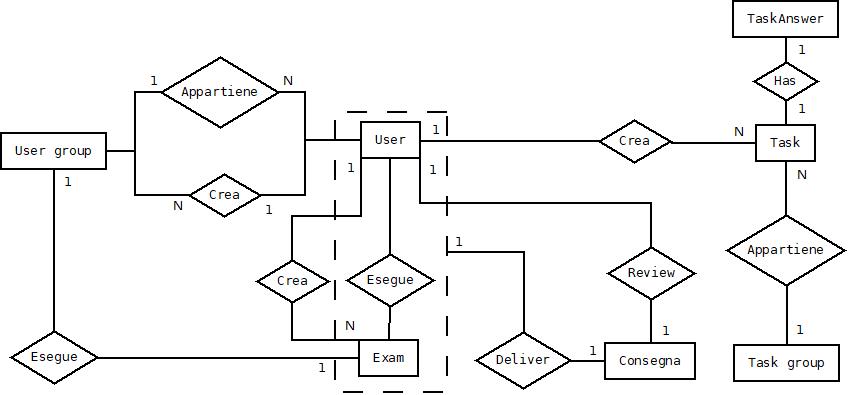 TaskAnswer
1
Has
1
1
Appartiene
N
User
1
Crea
N
Task
User group
1
N
Crea
1
1
1
N
1
Appartiene
Crea
Esegue
Review
N
1
1
Esegue
1
Exam
Deliver
1
Consegna
Task group